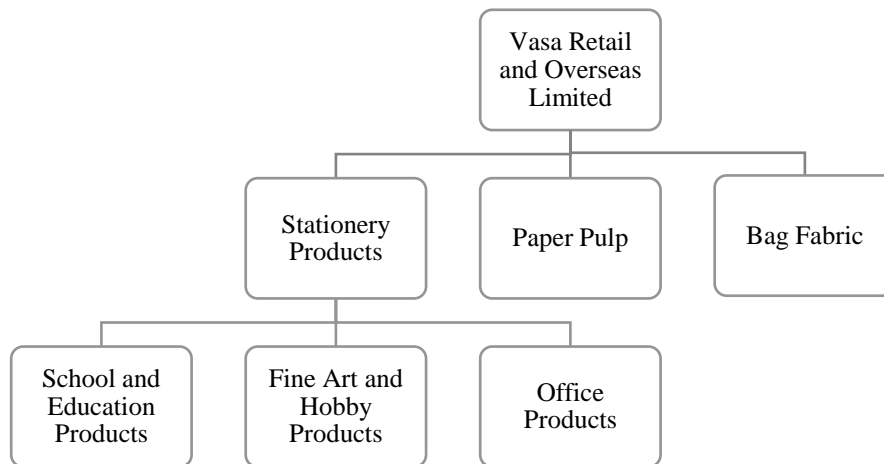 Vasa Retail
and Overseas
Limited
Stationery
Products
Paper Pulp
Bag Fabric
School and
Education
Products
Fine Art and
Hobby
Products
Office
Products